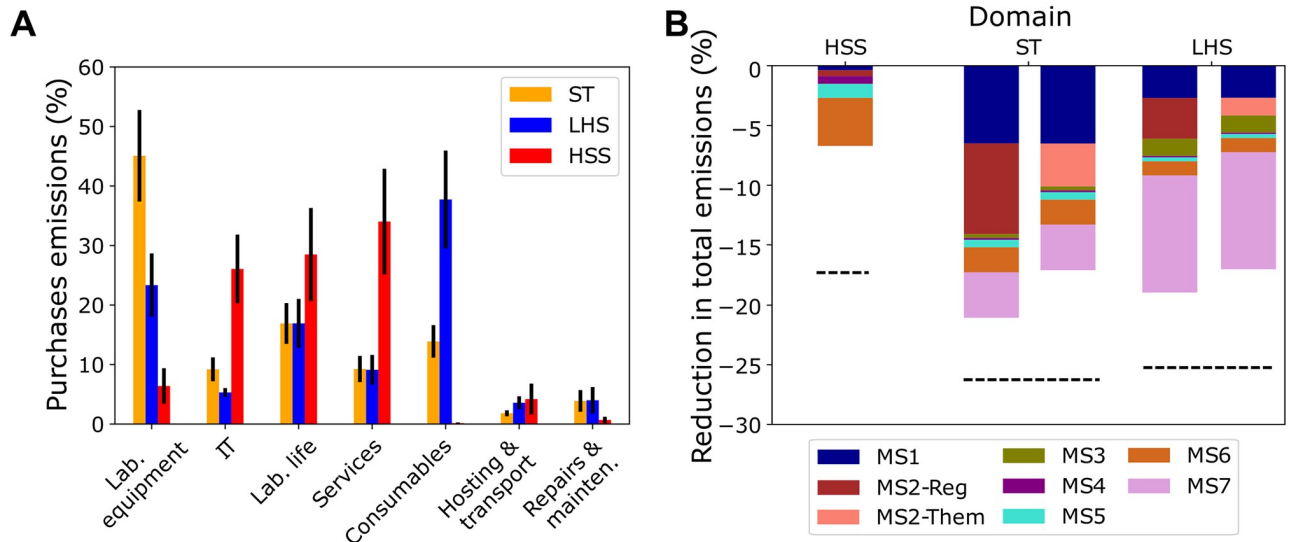 A
Purchases emissions (%)
60
50
40
30
20
10
0
ST
LHS
HSS
Lab.
equipment
IT
Lab. life
Services
Consumables
Hosting &
transport
Repairs &
mainten.
B
Domain
HSS
ST
LHS
Reduction in total emissions (%)
0
−5
−10
−15
−20
−25
−30
MS1
MS2-Reg
MS2-Them
MS3
MS4
MS5
MS6
MS7